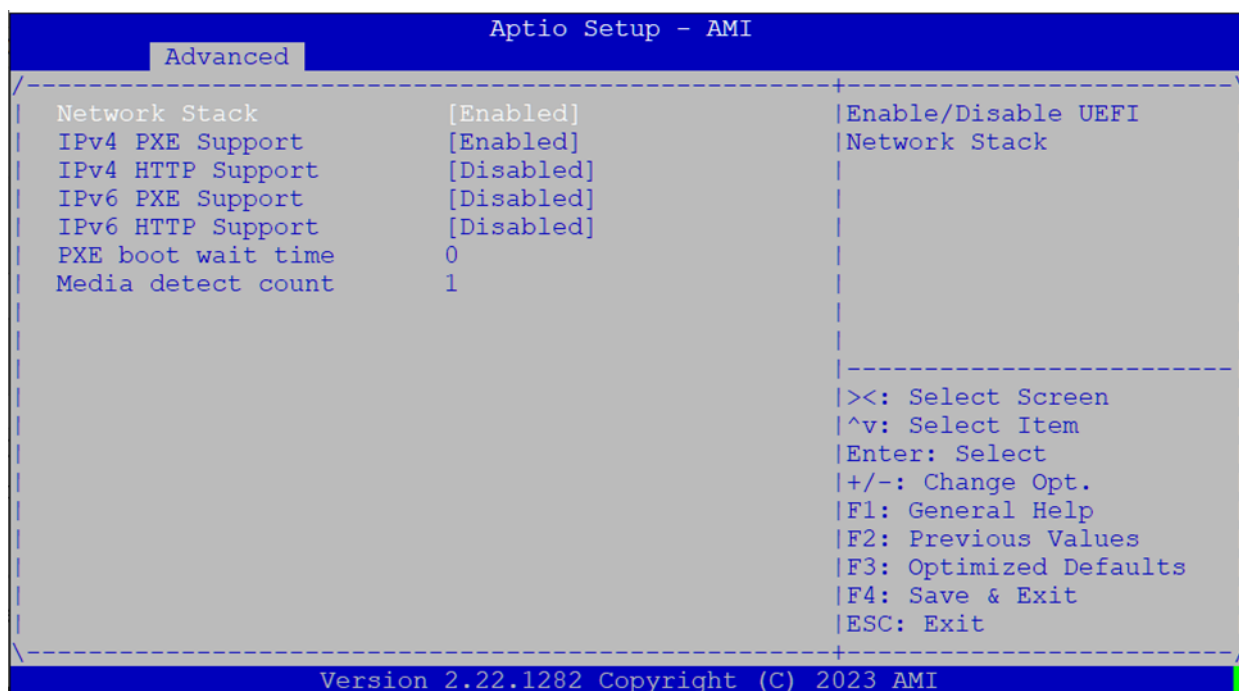 Aptio Setup - AMI
Advanced
Network Stack [Enabled]
IPv4 PXE Support [Enabled]
IPv4 HTTP Support [Disabled]
IPv6 PXE Support [Disabled]
IPv6 HTTP Support [Disabled]
PXE boot wait time 0
Media detect count 1
Enable/Disable UEFI
Network Stack
><: Select Screen
^v: Select Item
Enter: Select
+/-: Change Opt.
F1: General Help
F2: Previous Values
F3: Optimized Defaults
F4: Save & Exit
ESC: Exit
Version 2.22.1282 Copyright (C) 2023 AMI